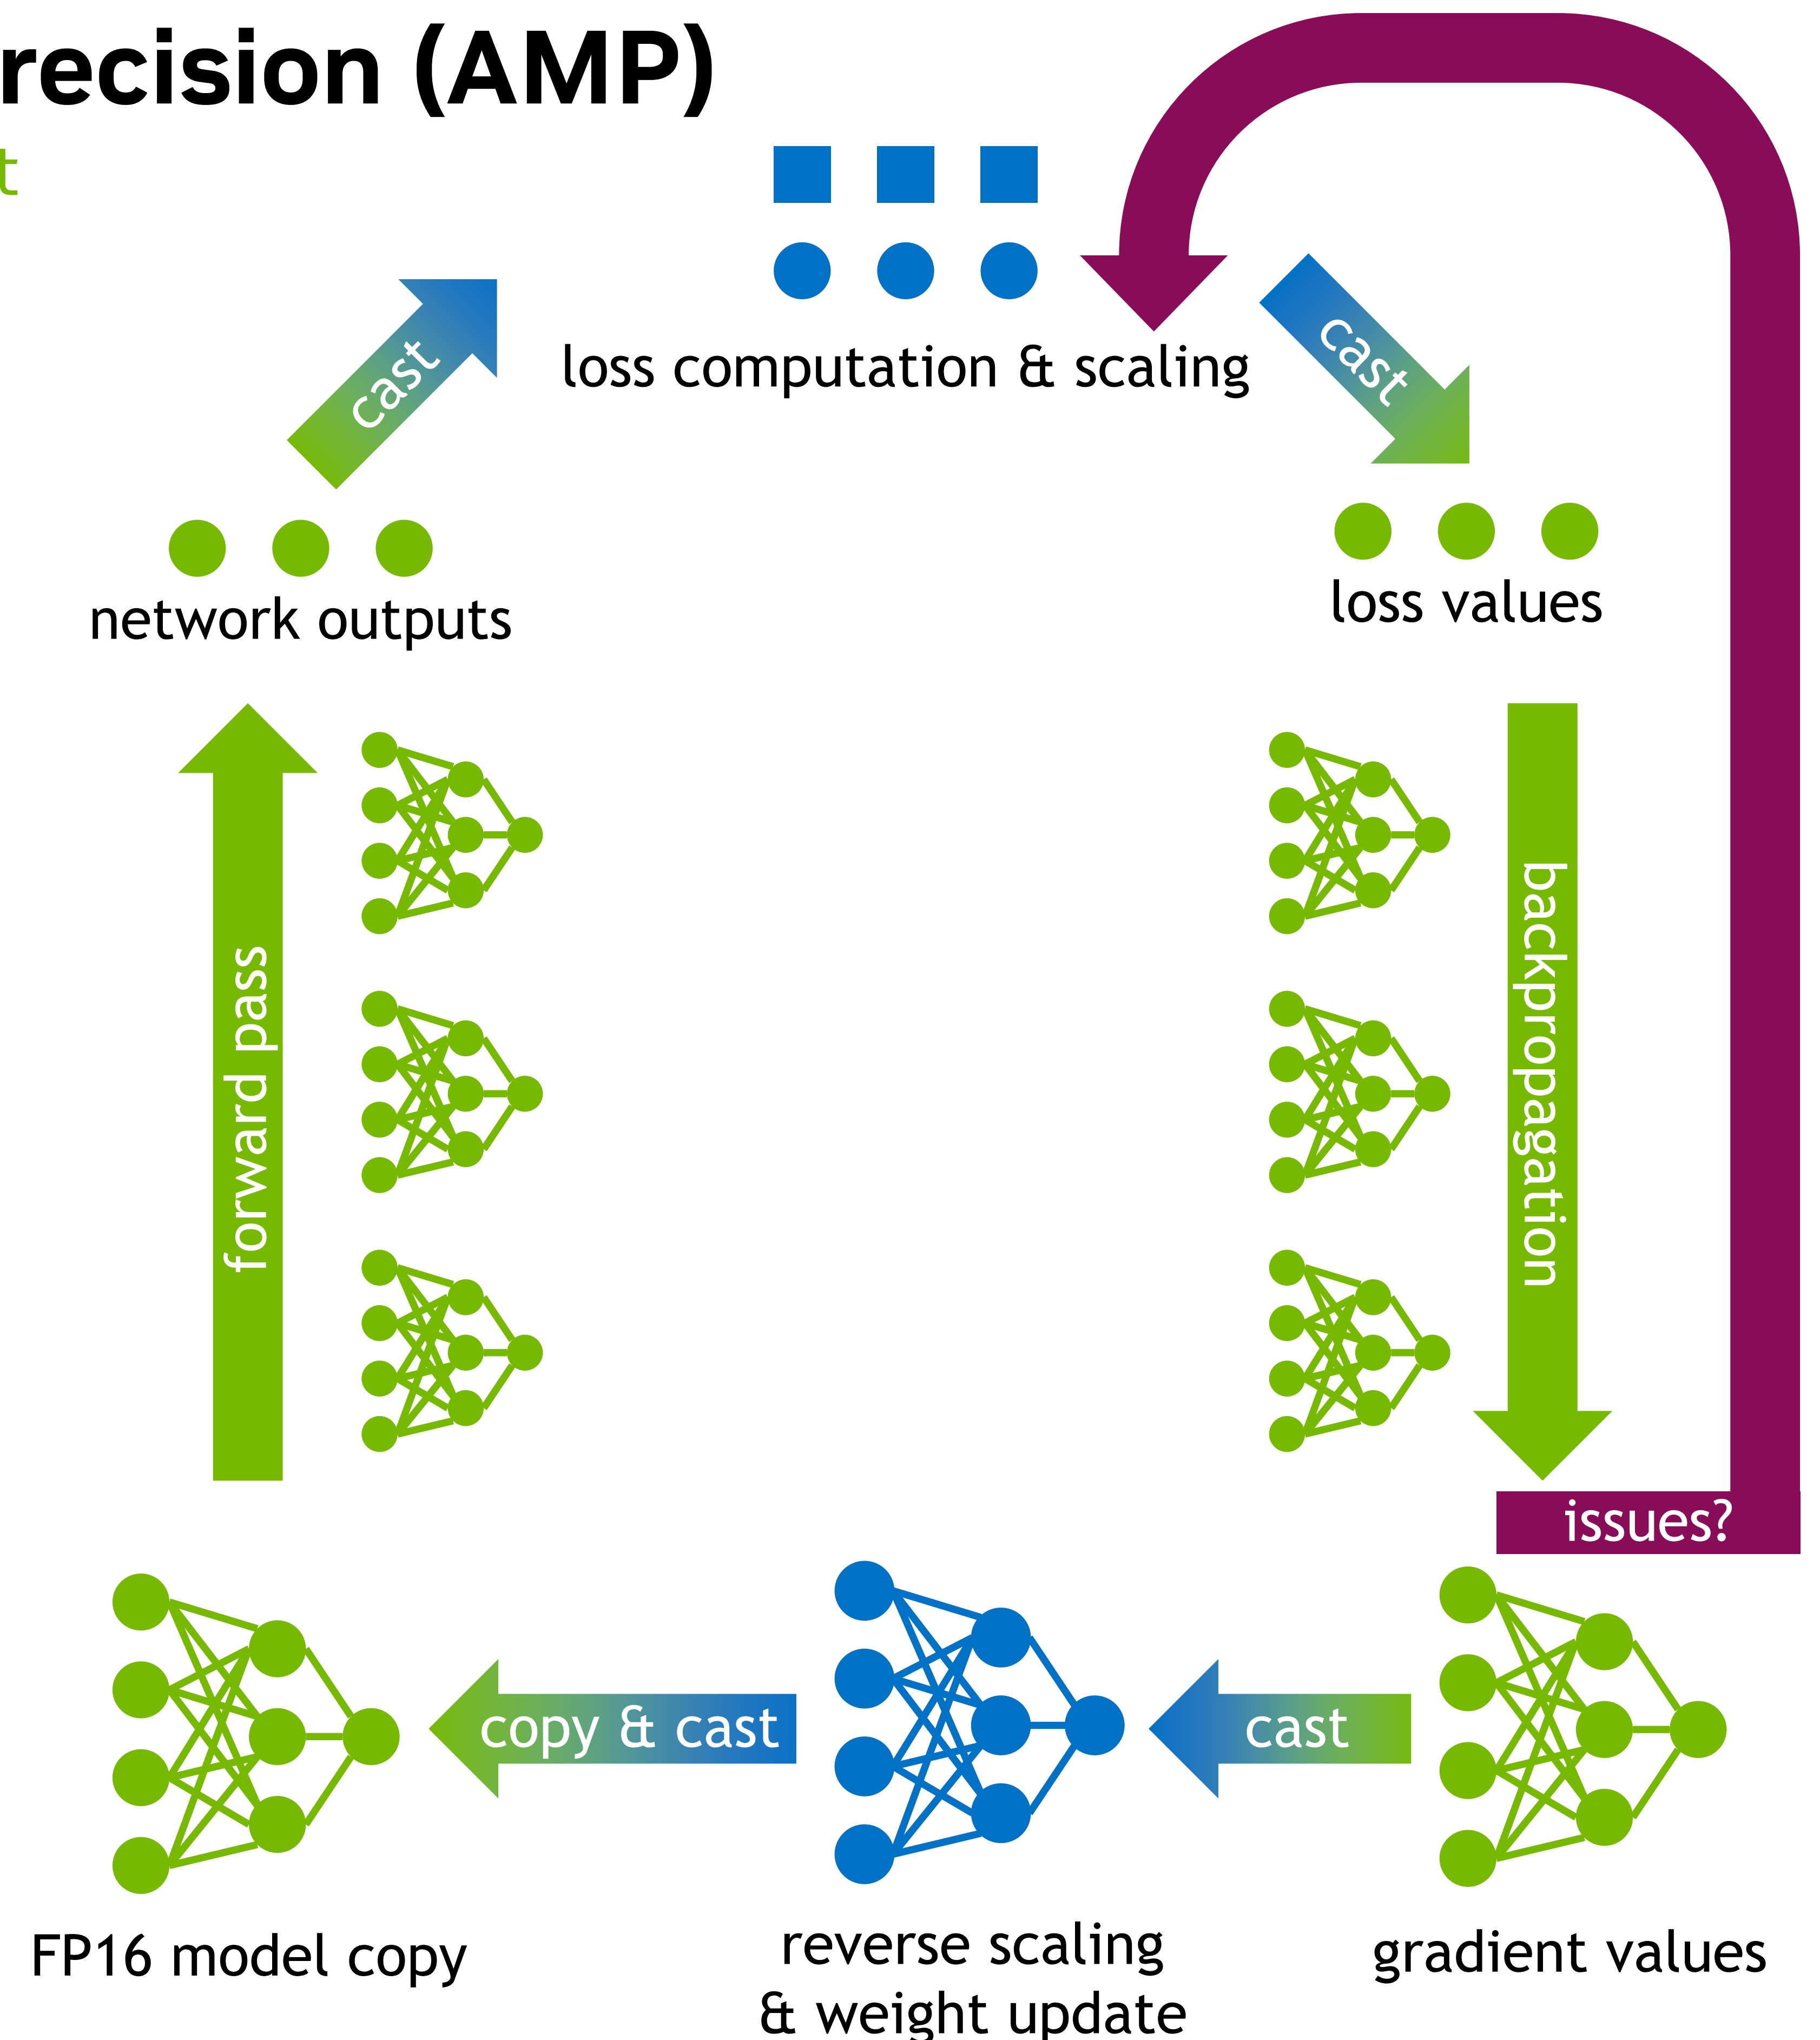 recision (AMP)
t
cast
loss computation & scaling
cast
network outputs
loss values
forward pass
backpropagation
issues?
copy & cast
cast
FP16 model copy
reverse scaling
& weight update
gradient values